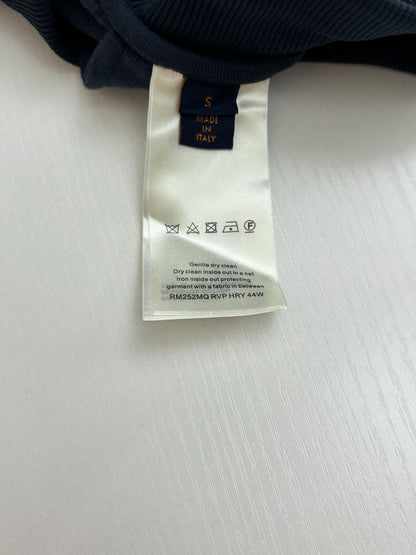 S
MADE
IN
ITALY
F
Gentle dry clean
Dry clean inside out in a net
Iron inside out protecting
garment with a fabric in between
RM252MQ RVP HRY 44W